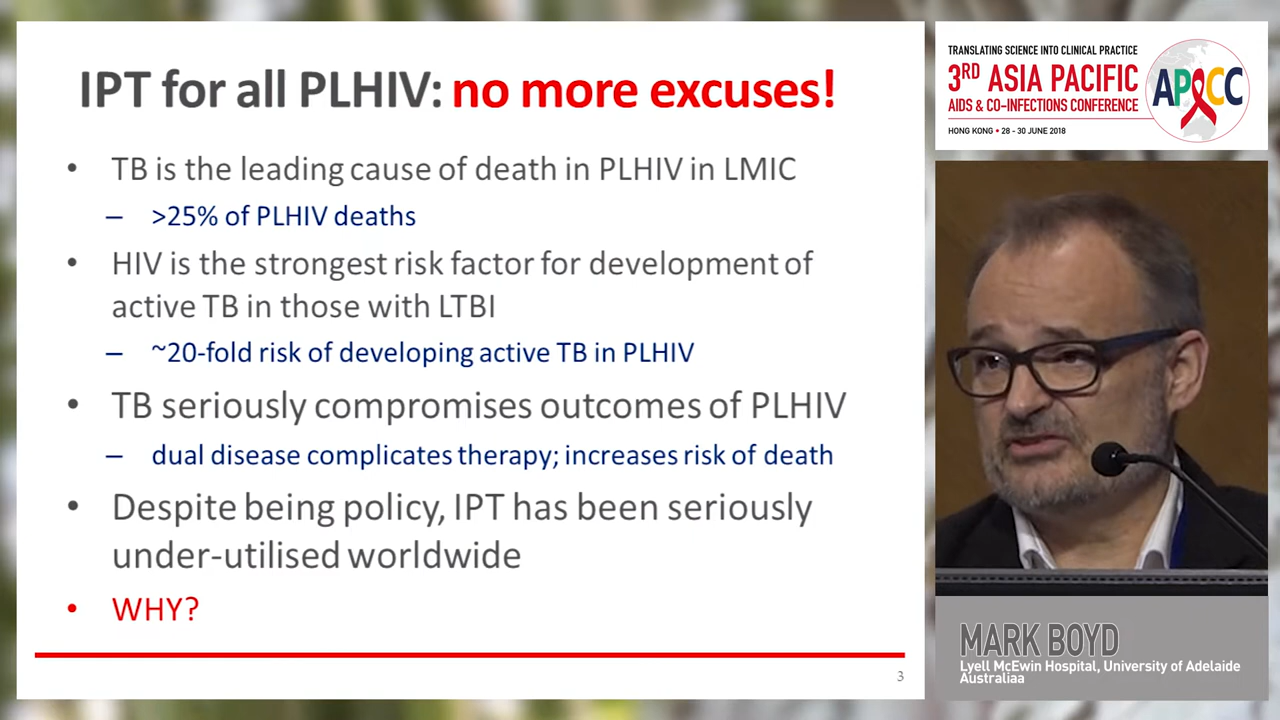 IPT for all PLHIV: no more excuses!
• TB is the leading cause of death in PLHIV in LMIC
– >25% of PLHIV deaths
• HIV is the strongest risk factor for development of
active TB in those with LTBI
– ~20-fold risk of developing active TB in PLHIV
• TB seriously compromises outcomes of PLHIV
– dual disease complicates therapy; increases risk of death
• Despite being policy, IPT has been seriously
under-utilised worldwide
• WHY?
3
TRANSLATING SCIENCE INTO CLINICAL PRACTICE
3RD ASIA PACIFIC
AIDS & CO-INFECTIONS CONFERENCE
HONG KONG • 28 - 30 JUNE 2018
APACC
MARK BOYD
Lyell McEwin Hospital, University of Adelaide
Australiaa